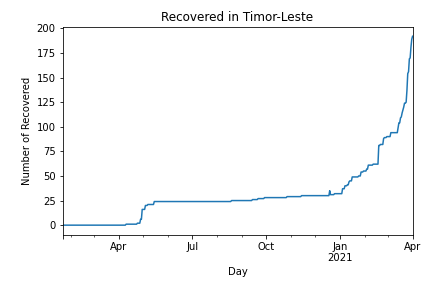 Recovered in Timor-Leste
200
175
150
125
100
75
50
25
0
Number of Recovered
Apr Jul Oct Jan Apr
2021
Day